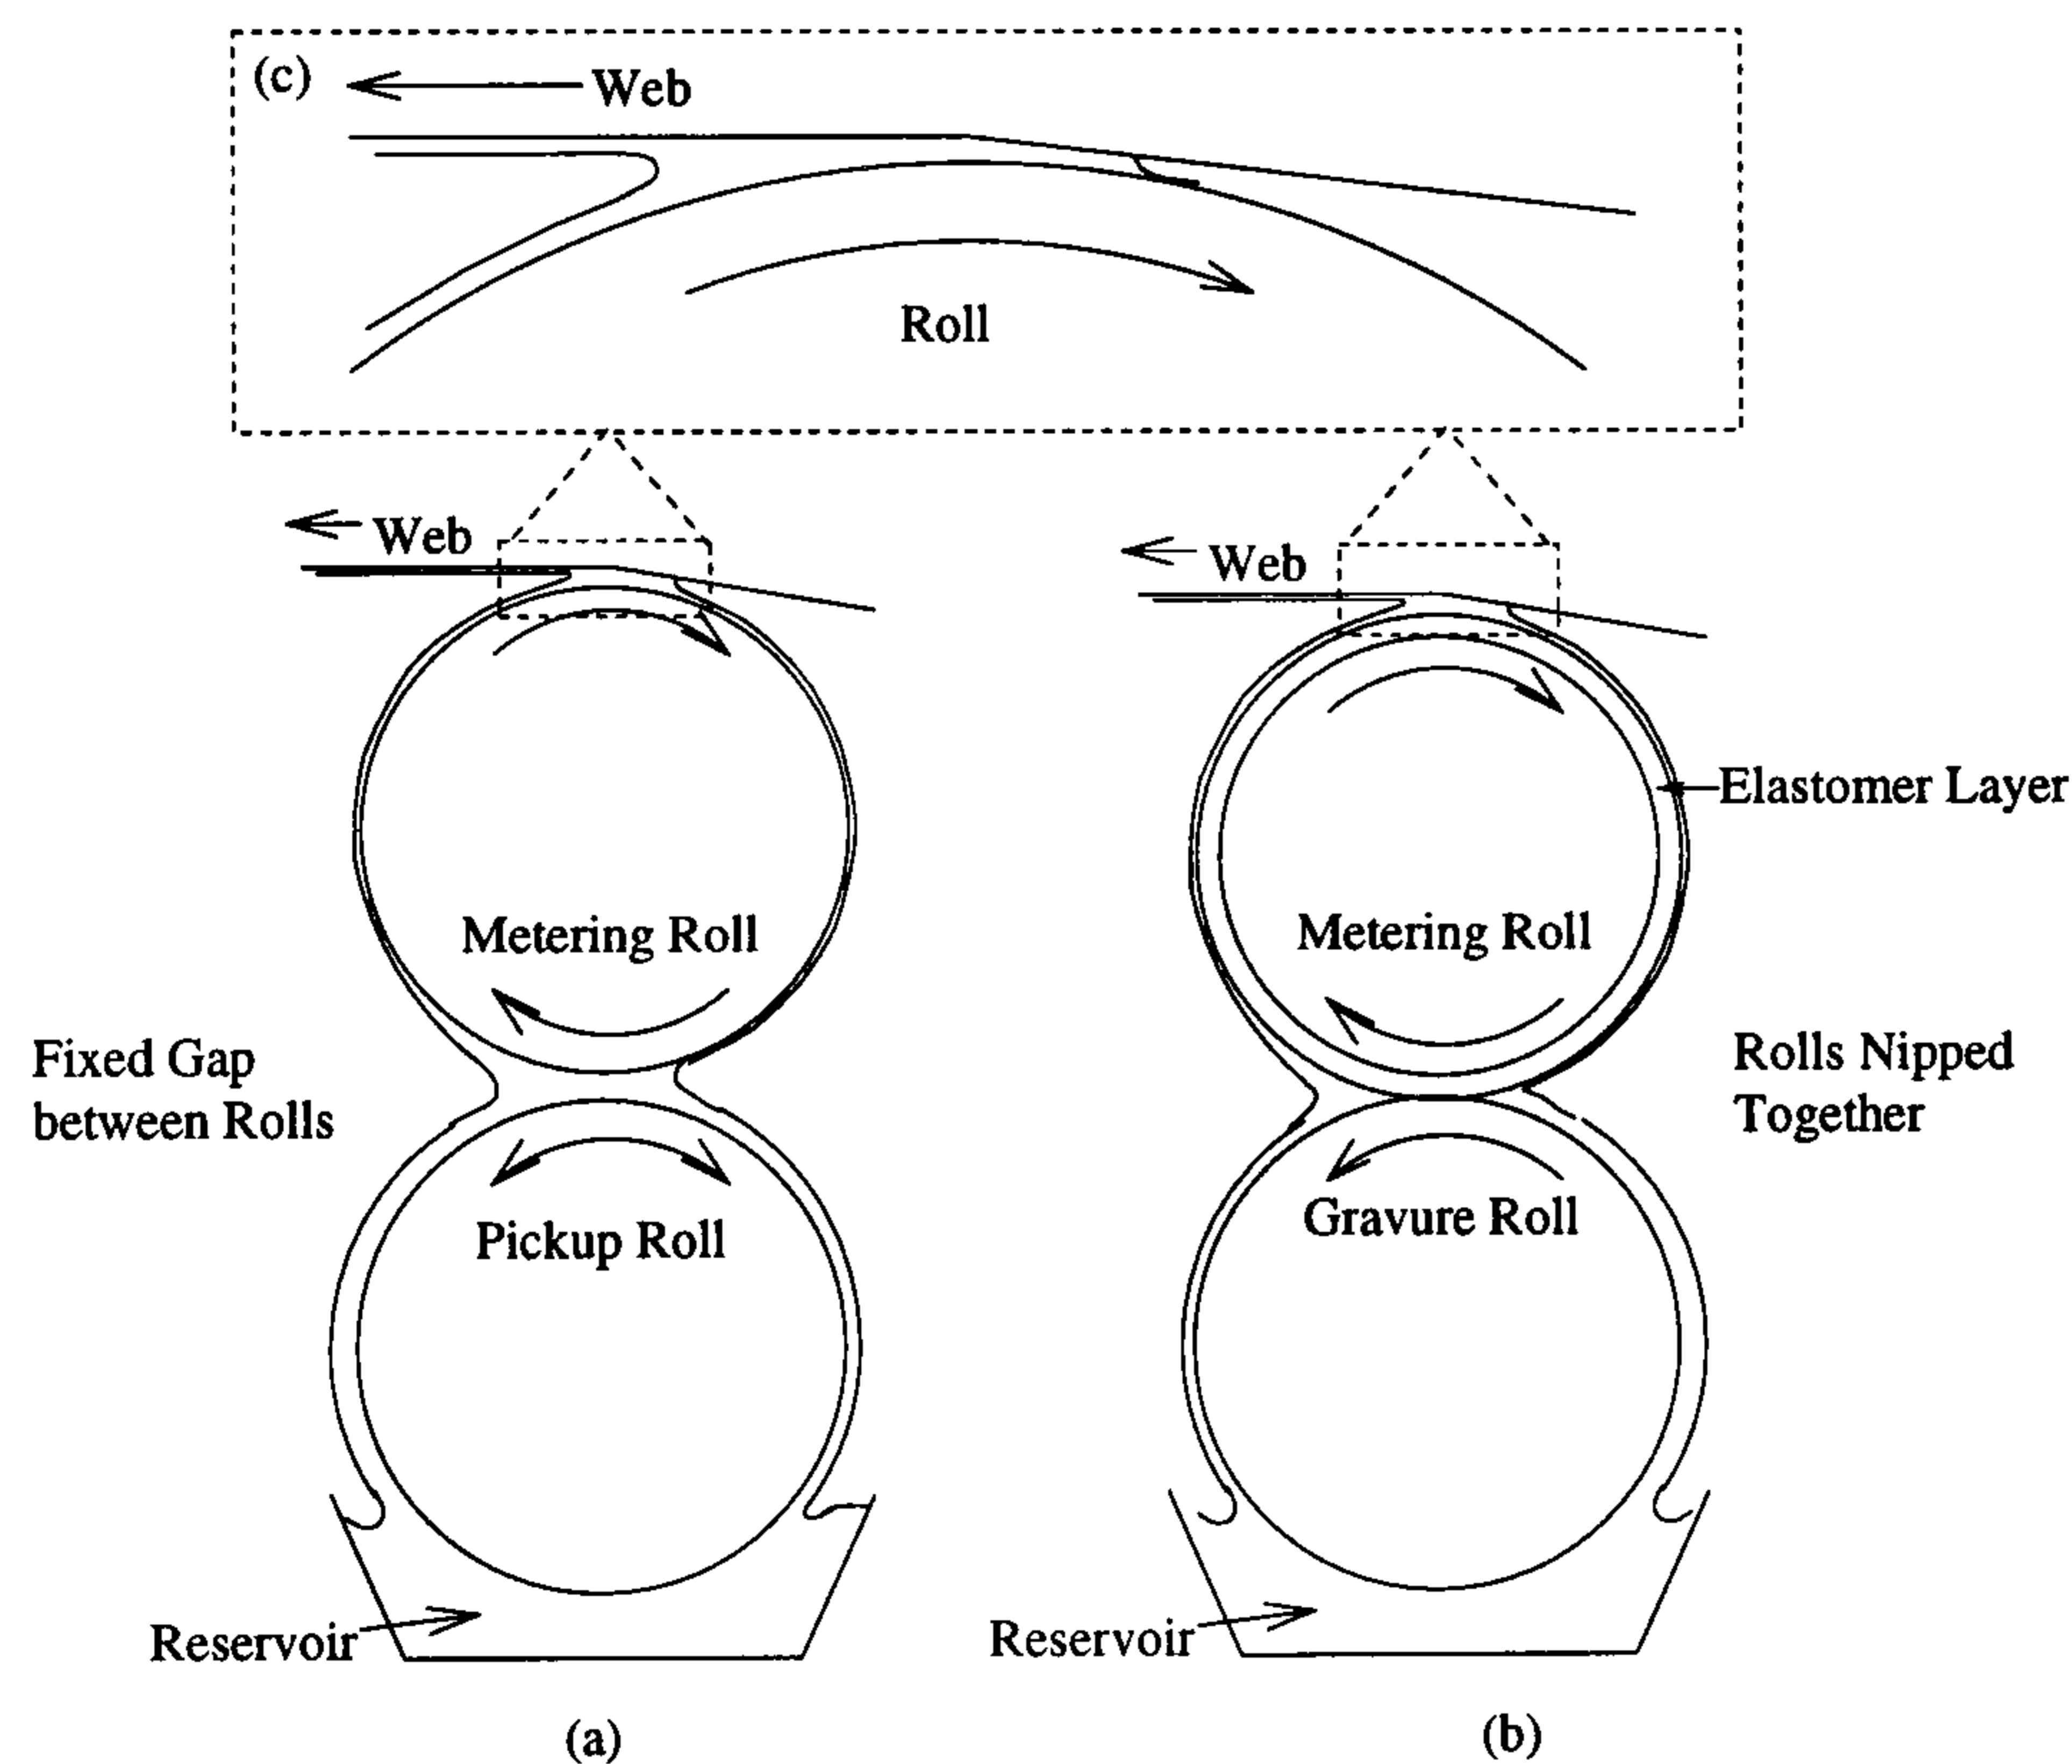 (c)
Web
Roll
Web
Web
Elastomer Layer
Metering Roll
Metering Roll
Fixed Gap
between Rolls
Rolls Nipped
Together
Pickup Roll
Gravure Roll
Reservoir
Reservoir
(a)
(b)